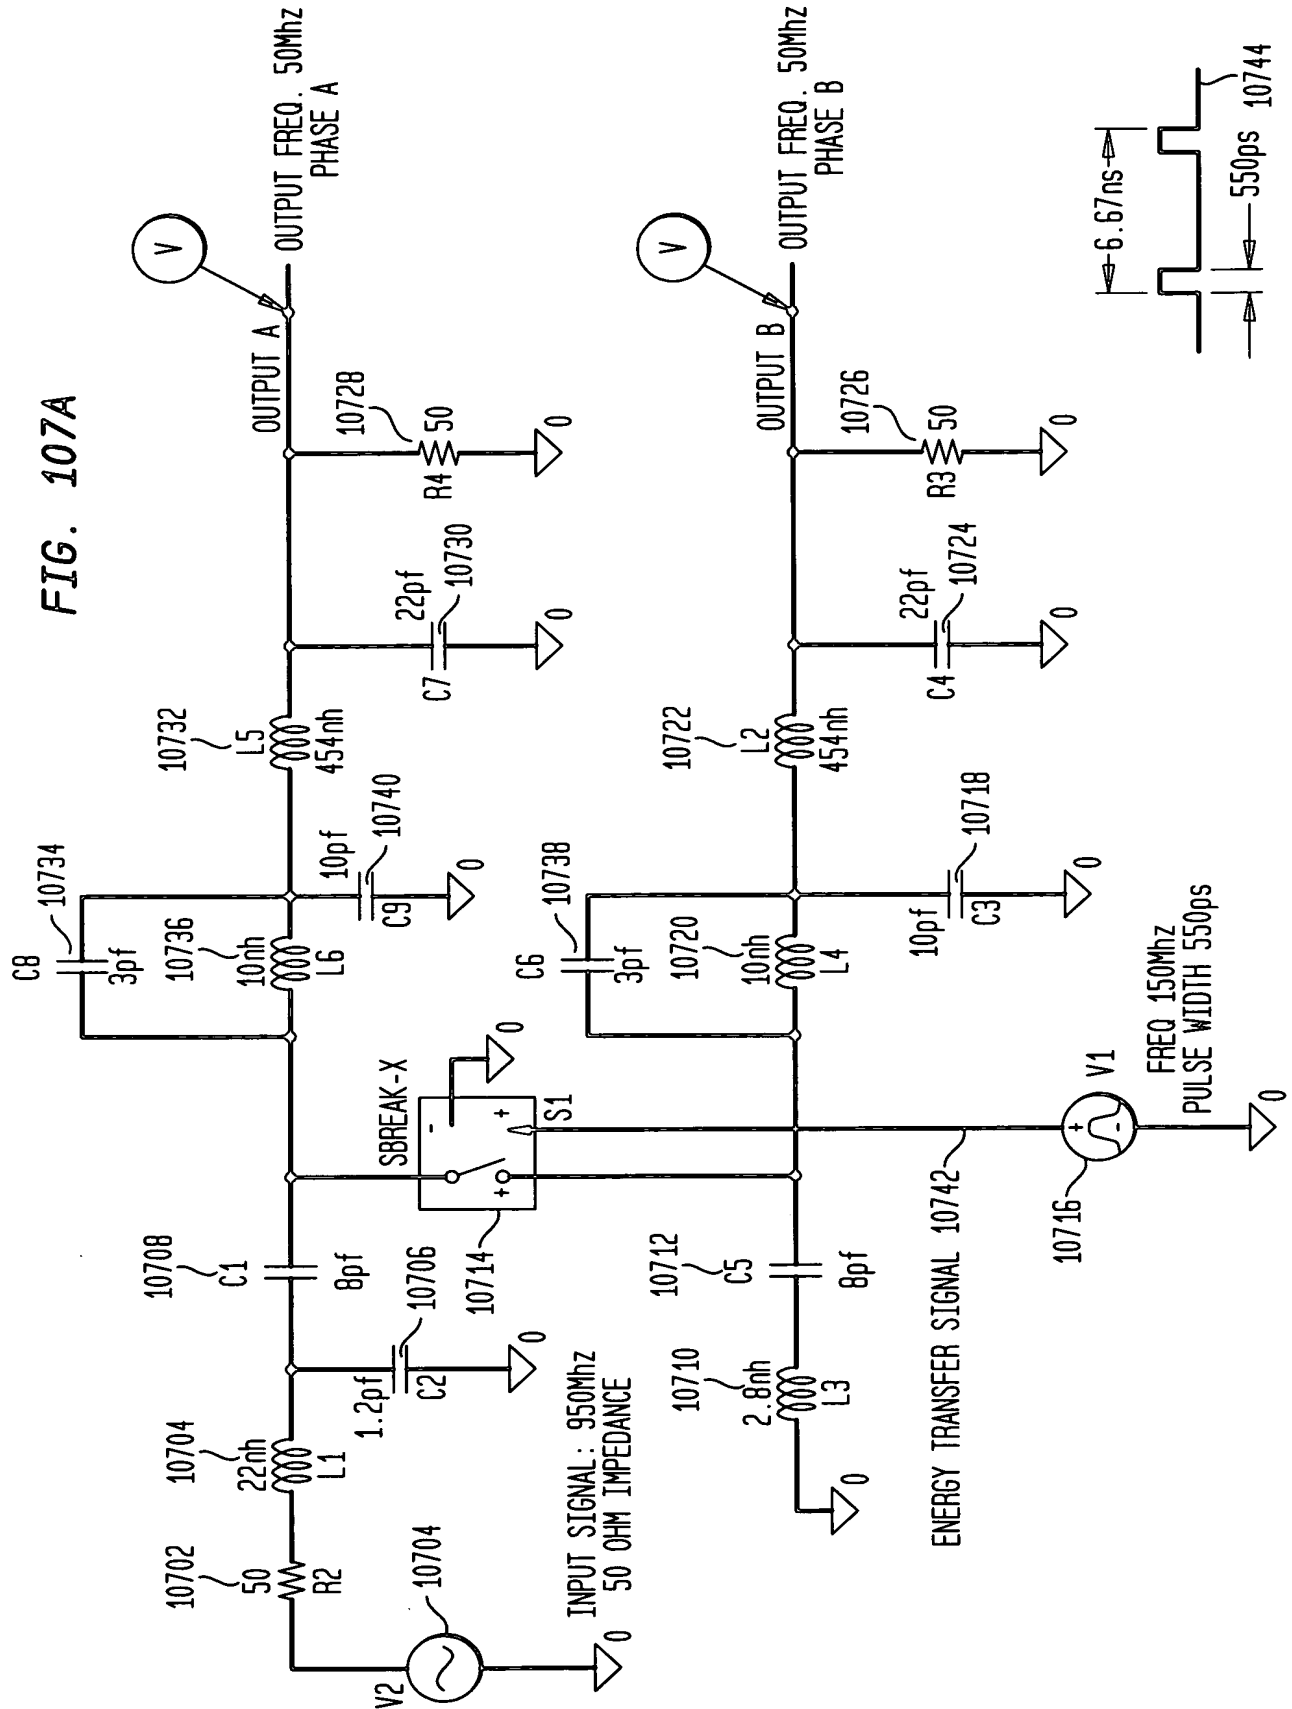 FIG. 107A
OUTPUT FREQ. 50Mhz
PHASE A
V
OUTPUT A
10728
50
R4
0
22pf
10730
C7
0
10732
L5
454nh
C8
10734
3pf
10736
10nh
L6
10pf
10740
C9
0
SBREAK-X
-
+
+
S1
0
10714
10708
C1
8pf
10706
1.2pf
C2
0
10704
22nh
L1
10702
50
R2
V2
10704
0
INPUT SIGNAL: 950Mhz
50 OHM IMPEDANCE
OUTPUT FREQ. 50Mhz
PHASE B
V
OUTPUT B
10726
50
R3
0
22pf
10724
C4
0
10722
L2
454nh
C6
10738
3pf
10720
10nh
L4
10pf
10718
C3
0
10712
C5
8pf
10710
2.8nh
L3
0
ENERGY TRANSFER SIGNAL 10742
10716
+
-
V1
FREQ 150Mhz
PULSE WIDTH 550ps
0
6.67ns
550ps
10744